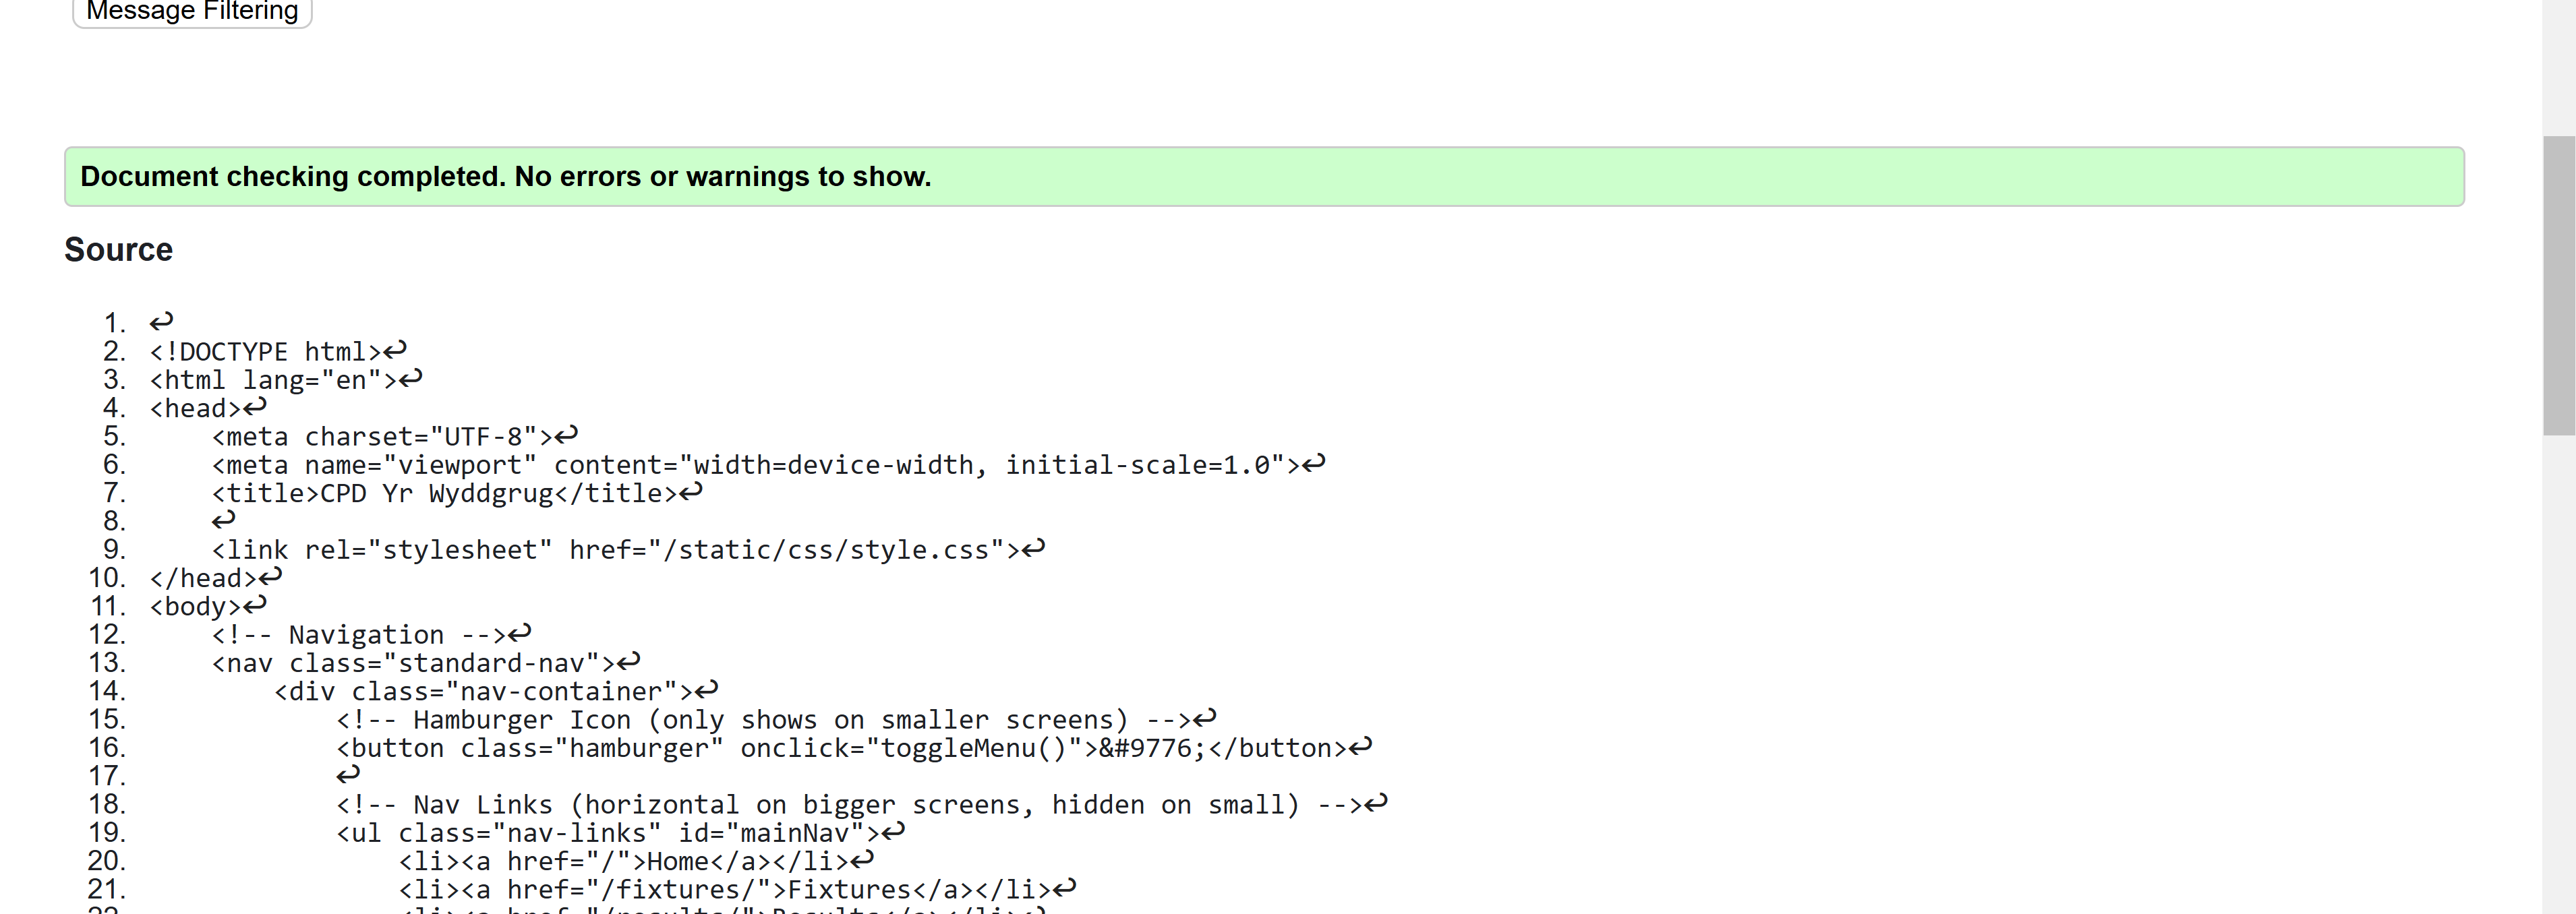 Message Filtering
Document checking completed. No errors or warnings to show.
Source
1. ↩
2. <!DOCTYPE html>↩
3. <html lang="en">↩
4. <head>↩
5.     <meta charset="UTF-8">↩
6.     <meta name="viewport" content="width=device-width, initial-scale=1.0">↩
7.     <title>CPD Yr Wyddgrug</title>↩
8.     ↩
9.     <link rel="stylesheet" href="/static/css/style.css">↩
10. </head>↩
11. <body>↩
12.     <!-- Navigation -->↩
13.     <nav class="standard-nav">↩
14.         <div class="nav-container">↩
15.             <!-- Hamburger Icon (only shows on smaller screens) -->↩
16.             <button class="hamburger" onclick="toggleMenu()">&#9776;</button>↩
17.             ↩
18.             <!-- Nav Links (horizontal on bigger screens, hidden on small) -->↩
19.             <ul class="nav-links" id="mainNav">↩
20.                 <li><a href="/">Home</a></li>↩
21.                 <li><a href="/fixtures/">Fixtures</a></li>↩
22.                 <li><a href="/results/">Results</a></li>↩